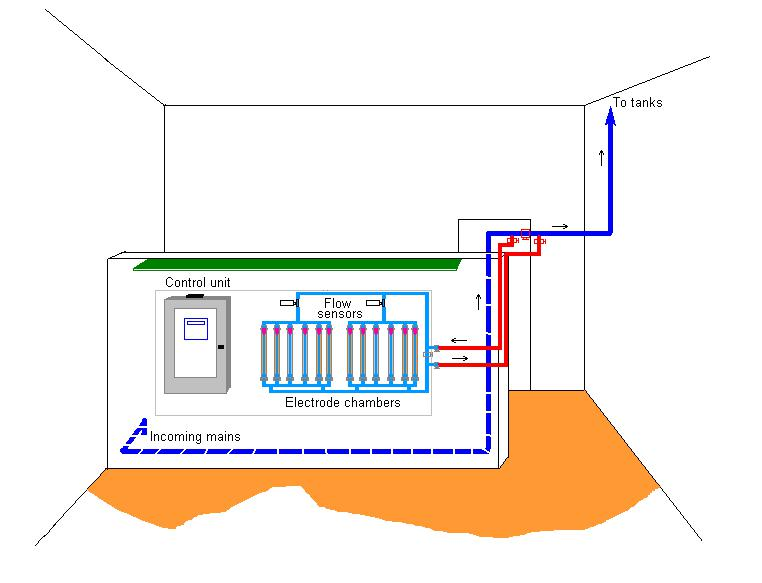 To tanks
Control unit
Flow
sensors
Electrode chambers
Incoming mains